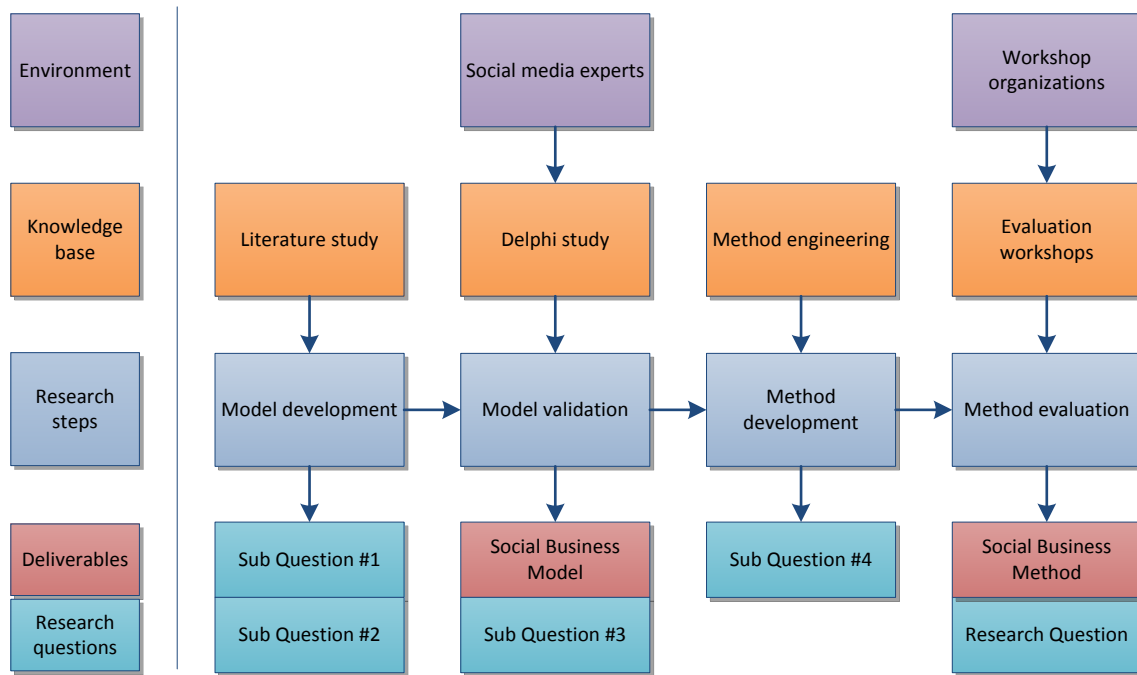 Environment
Social media experts
Workshop
organizations
Knowledge
base
Literature study
Delphi study
Method engineering
Evaluation
workshops
Research
steps
Model development
Model validation
Method
development
Method evaluation
Deliverables
Sub Question #1
Social Business
Model
Sub Question #4
Social Business
Method
Research
questions
Sub Question #2
Sub Question #3
Research Question